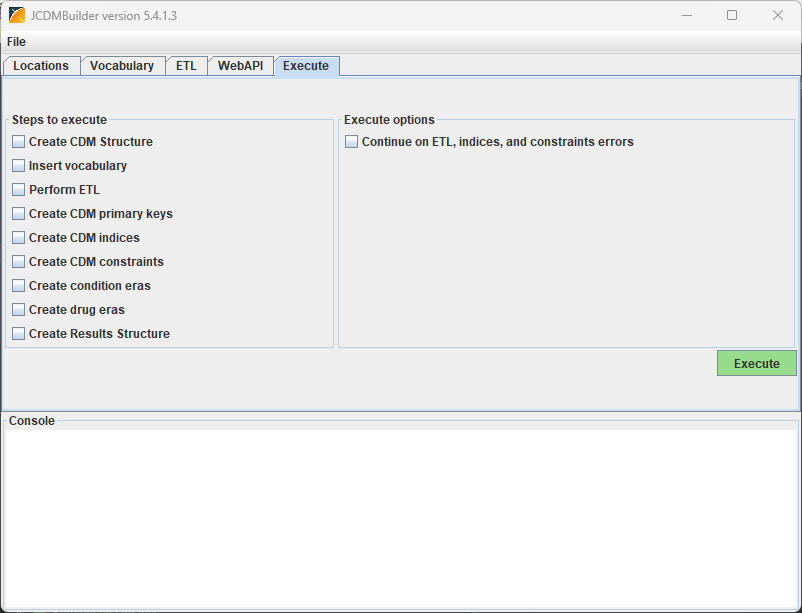 JCDMBuilder version 5.4.1.3
File
Locations Vocabulary ETL WebAPI Execute
Steps to execute
Create CDM Structure
Insert vocabulary
Perform ETL
Create CDM primary keys
Create CDM indices
Create CDM constraints
Create condition eras
Create drug eras
Create Results Structure
Execute options
Continue on ETL, indices, and constraints errors
Execute
Console